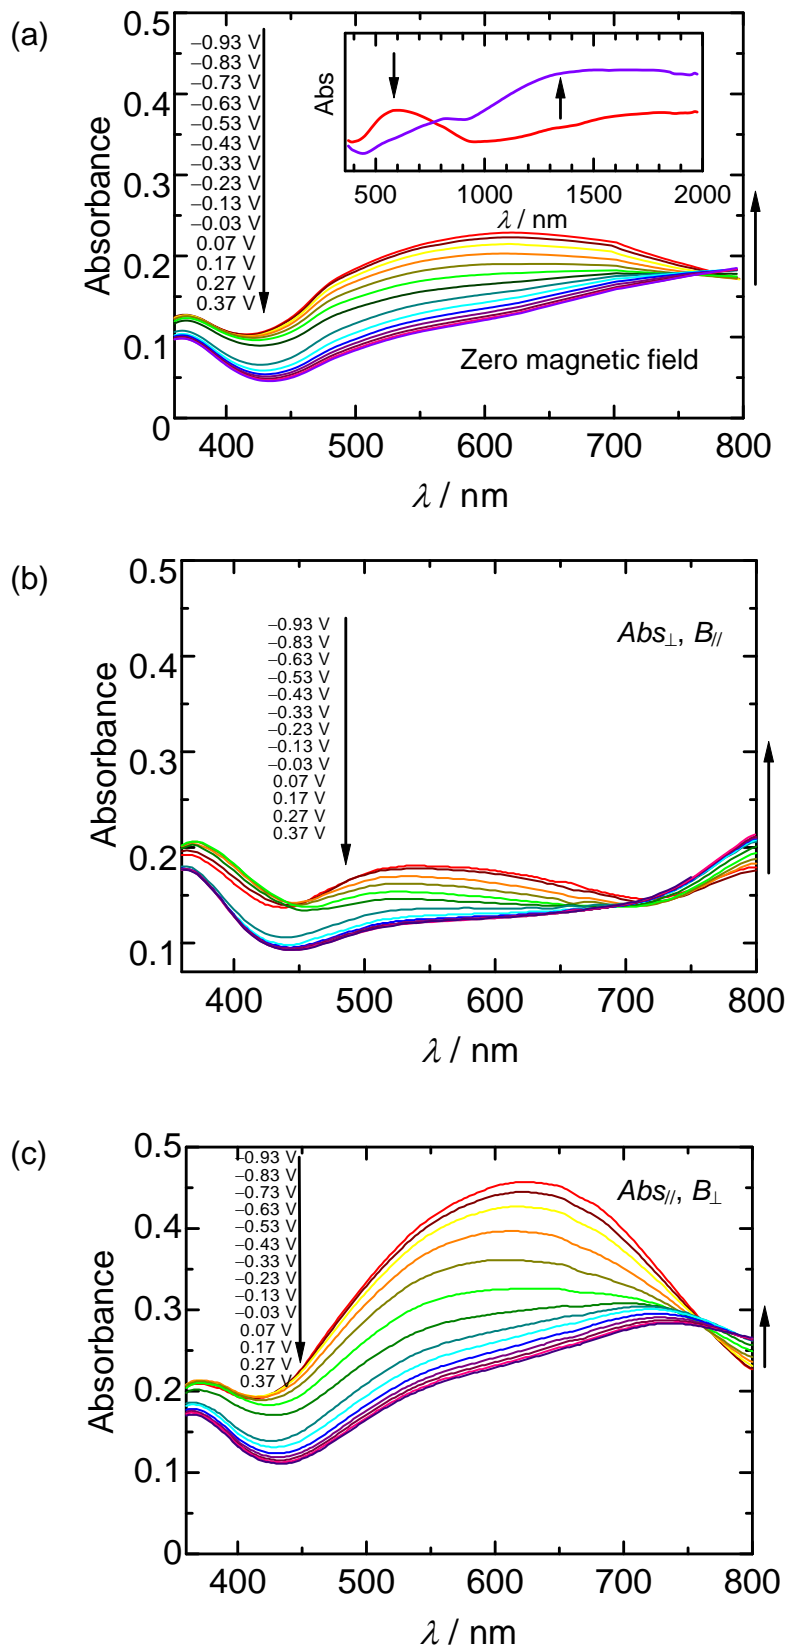 (a)
0.5
0.4
0.3
0.2
0.1
0
Absorbance
−0.93 V
−0.83 V
−0.73 V
−0.63 V
−0.53 V
−0.43 V
−0.33 V
−0.23 V
−0.13 V
−0.03 V
0.07 V
0.17 V
0.27 V
0.37 V
Abs
500 1000 1500 2000
λ / nm
Zero magnetic field
400 500 600 700 800
λ / nm
(b)
0.5
0.4
0.3
0.2
0.1
Absorbance
−0.93 V
−0.83 V
−0.63 V
−0.53 V
−0.43 V
−0.33 V
−0.23 V
−0.13 V
−0.03 V
0.07 V
0.17 V
0.27 V
0.37 V
Abs⊥, B//
400 500 600 700 800
λ / nm
(c)
0.5
0.4
0.3
0.2
0.1
0
Absorbance
−0.93 V
−0.83 V
−0.73 V
−0.63 V
−0.53 V
−0.43 V
−0.33 V
−0.23 V
−0.13 V
−0.03 V
0.07 V
0.17 V
0.27 V
0.37 V
Abs//, B⊥
400 500 600 700 800
λ / nm